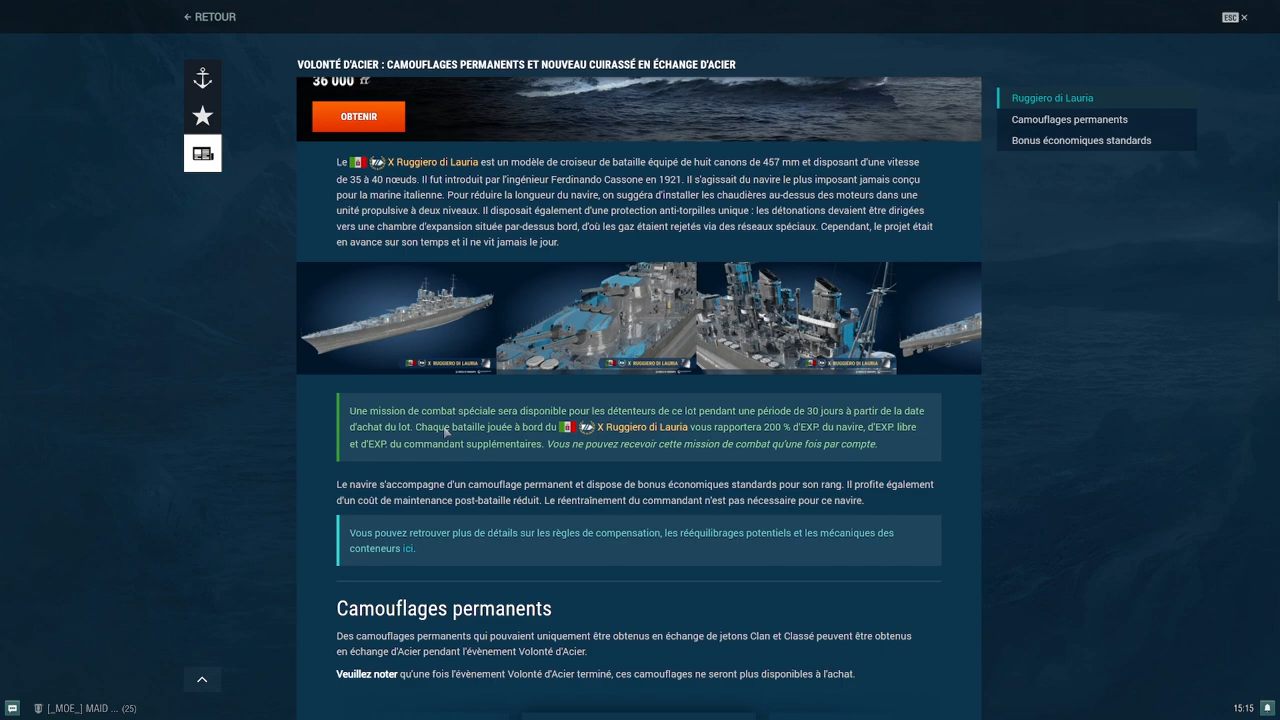 RETOUR
ESC
VOLONTÉ D'ACIER : CAMOUFLAGES PERMANENTS ET NOUVEAU CUIRASSÉ EN ÉCHANGE D'ACIER
36 000
OBTENIR
Ruggiero di Lauria
Camouflages permanents
Bonus économiques standards
Le X Ruggiero di Lauria est un modèle de croiseur de bataille équipé de huit canons de 457 mm et disposant d'une vitesse
de 35 à 40 nœuds. Il fut introduit par l'ingénieur Ferdinando Cassone en 1921. Il s'agissait du navire le plus imposant jamais conçu
pour la marine italienne. Pour réduire la longueur du navire, on suggéra d'installer les chaudières au-dessus des moteurs dans une
unité propulsive à deux niveaux. Il disposait également d'une protection anti-torpilles unique : les détonations devaient être dirigées
vers une chambre d'expansion située par-dessus bord, d'où les gaz étaient rejetés via des réseaux spéciaux. Cependant, le projet était
en avance sur son temps et il ne vit jamais le jour.
X RUGGIERO DI LAURIA
X RUGGIERO DI LAURIA
X RUGGIERO DI LAURIA
Une mission de combat spéciale sera disponible pour les détenteurs de ce lot pendant une période de 30 jours à partir de la date
d'achat du lot. Chaque bataille jouée à bord du X Ruggiero di Lauria vous rapportera 200 % d'EXP. du navire, d'EXP. libre
et d'EXP. du commandant supplémentaires. Vous ne pouvez recevoir cette mission de combat qu'une fois par compte.
Le navire s'accompagne d'un camouflage permanent et dispose de bonus économiques standards pour son rang. Il profite également
d'un coût de maintenance post-bataille réduit. Le réentraînement du commandant n'est pas nécessaire pour ce navire.
Vous pouvez retrouver plus de détails sur les règles de compensation, les rééquilibrages potentiels et les mécaniques des
conteneurs ici.
Camouflages permanents
Des camouflages permanents qui pouvaient uniquement être obtenus en échange de jetons Clan et Classé peuvent être obtenus
en échange d'Acier pendant l'évènement Volonté d'Acier.
Veuillez noter qu'une fois l'évènement Volonté d'Acier terminé, ces camouflages ne seront plus disponibles à l'achat.
[_MOE_] MAID ... (25)
15:15